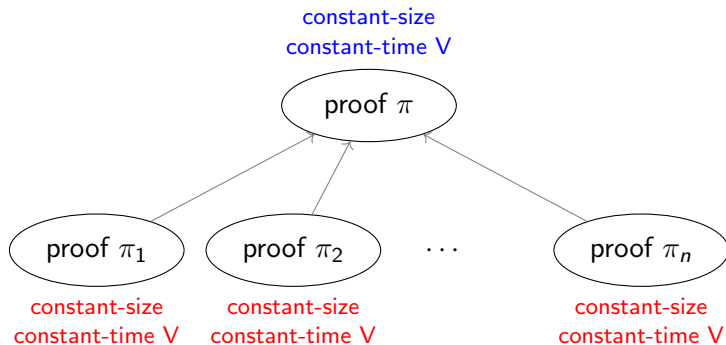 constant-size
constant-time V
proof π
proof π₁ proof π₂ ··· proof πₙ
constant-size constant-size constant-size
constant-time V constant-time V constant-time V